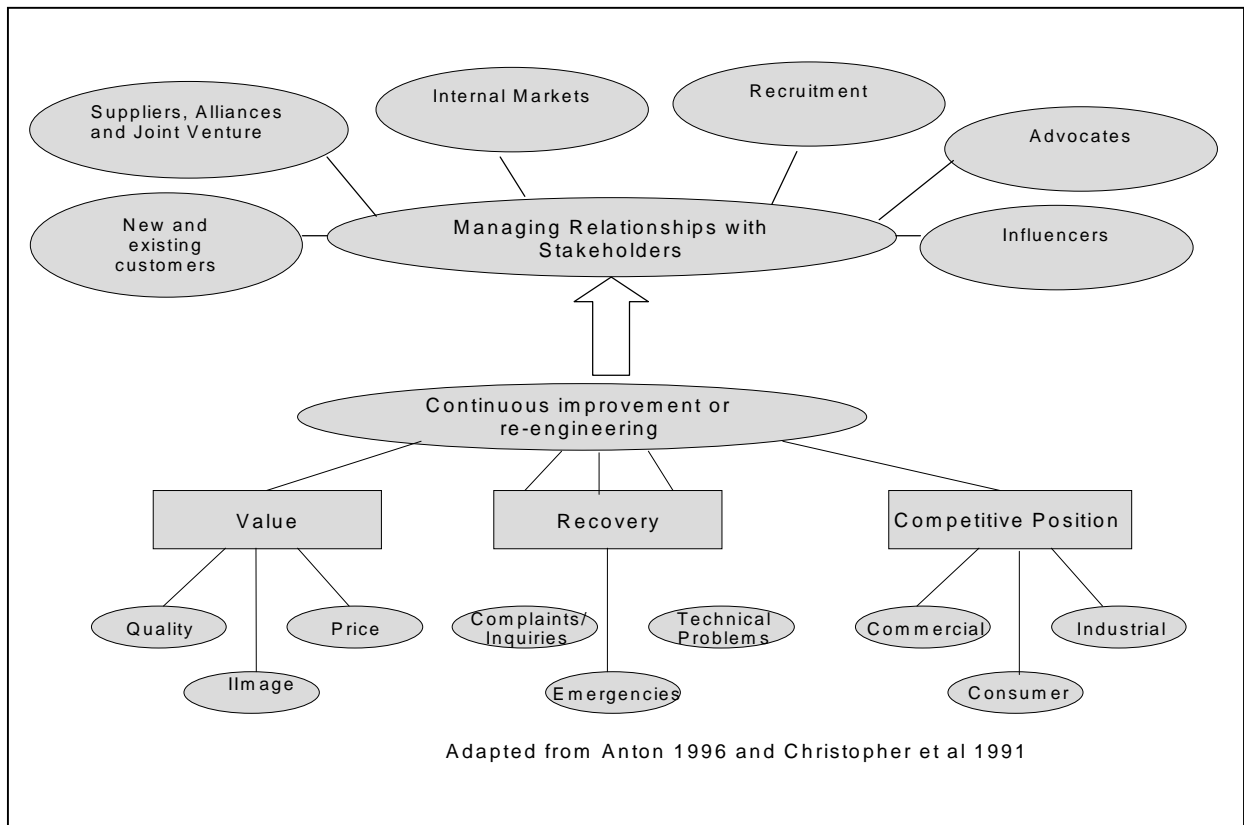 Suppliers, Alliances
and Joint Venture
Internal Markets
Recruitment
Advocates
New and
existing
customers
Managing Relationships with
Stakeholders
Influencers
Continuous improvement or
re-engineering
Value
Recovery
Competitive Position
Quality
Price
IImage
Complaints/
Inquiries
Technical
Problems
Emergencies
Commercial
Industrial
Consumer
Adapted from Anton 1996 and Christopher et al 1991